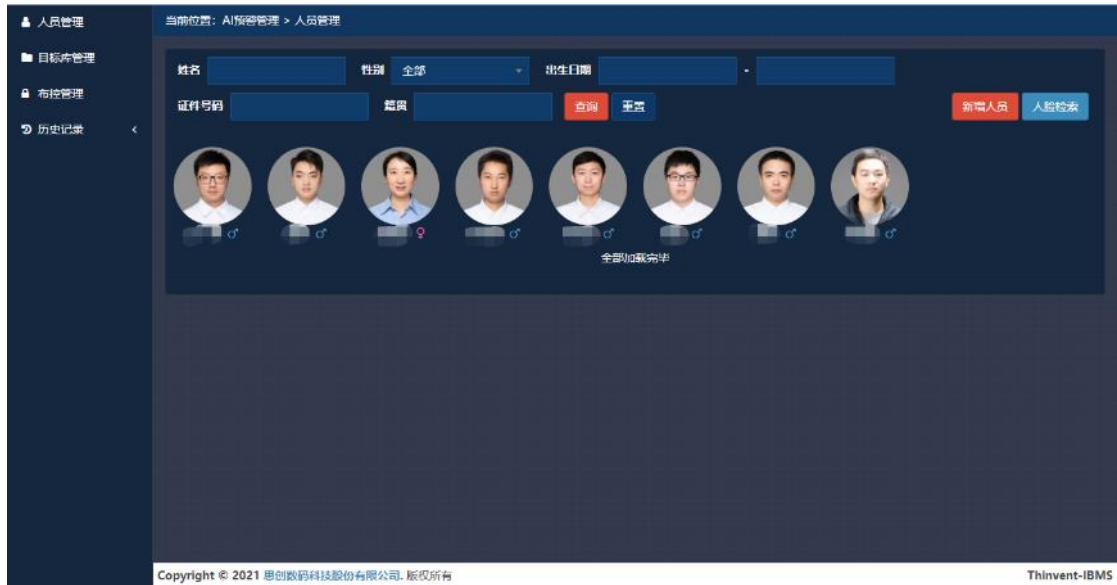 人员管理
目标库管理
布控管理
历史记录
当前位置: AI预警管理 > 人员管理
姓名 性别 全部 出生日期 -
证件号码 籍贯 查询 重置 新增人员 人脸检索
全部加载完毕
Copyright © 2021 思创数码科技股份有限公司. 版权所有 Thinvent-IBMS